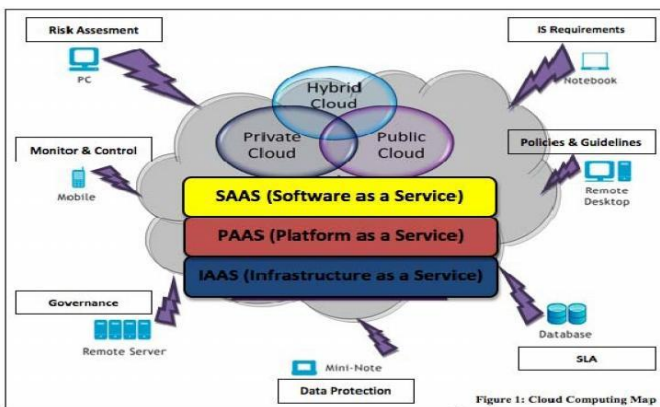 Risk Assesment
PC
IS Requirements
Notebook
Hybrid
Cloud
Private
Cloud
Public
Cloud
Monitor & Control
Mobile
Policies & Guidelines
Remote
Desktop
SAAS (Software as a Service)
PAAS (Platform as a Service)
IAAS (Infrastructure as a Service)
Governance
Remote Server
Database
SLA
Mini-Note
Data Protection
Figure 1: Cloud Computing Map